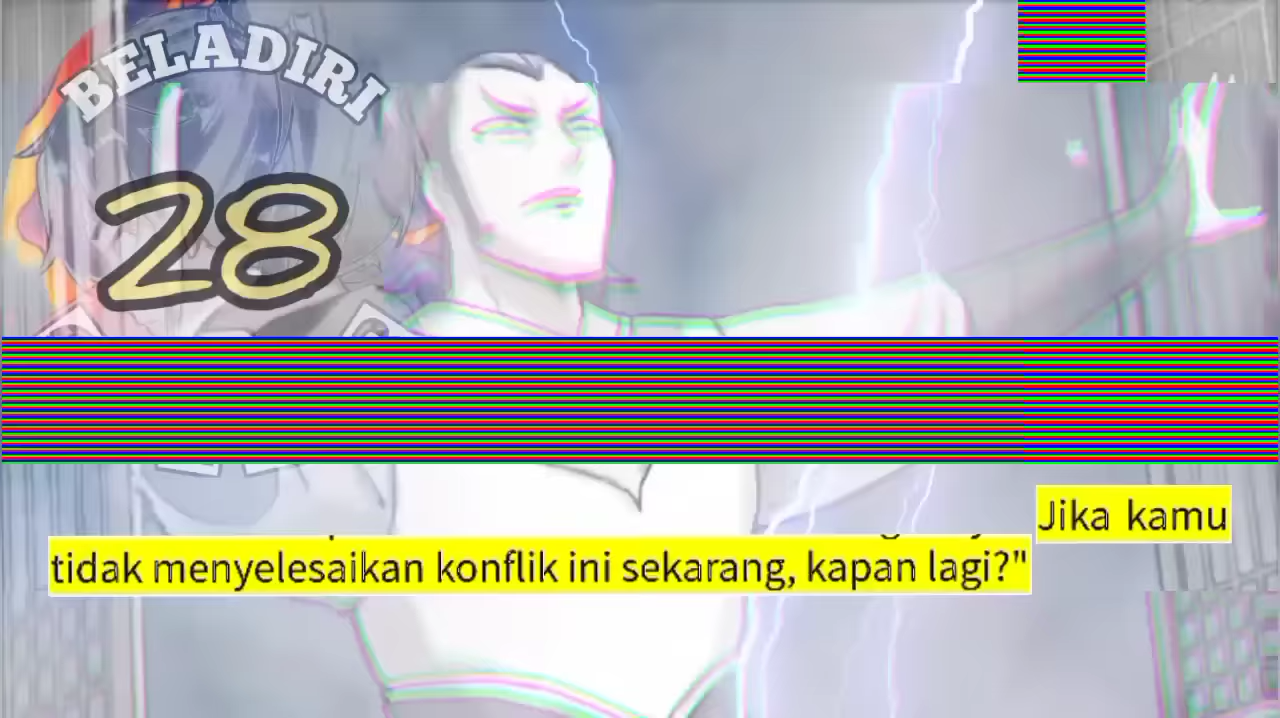 BELADIRI
28
Jika kamu
tidak menyelesaikan konflik ini sekarang, kapan lagi?"